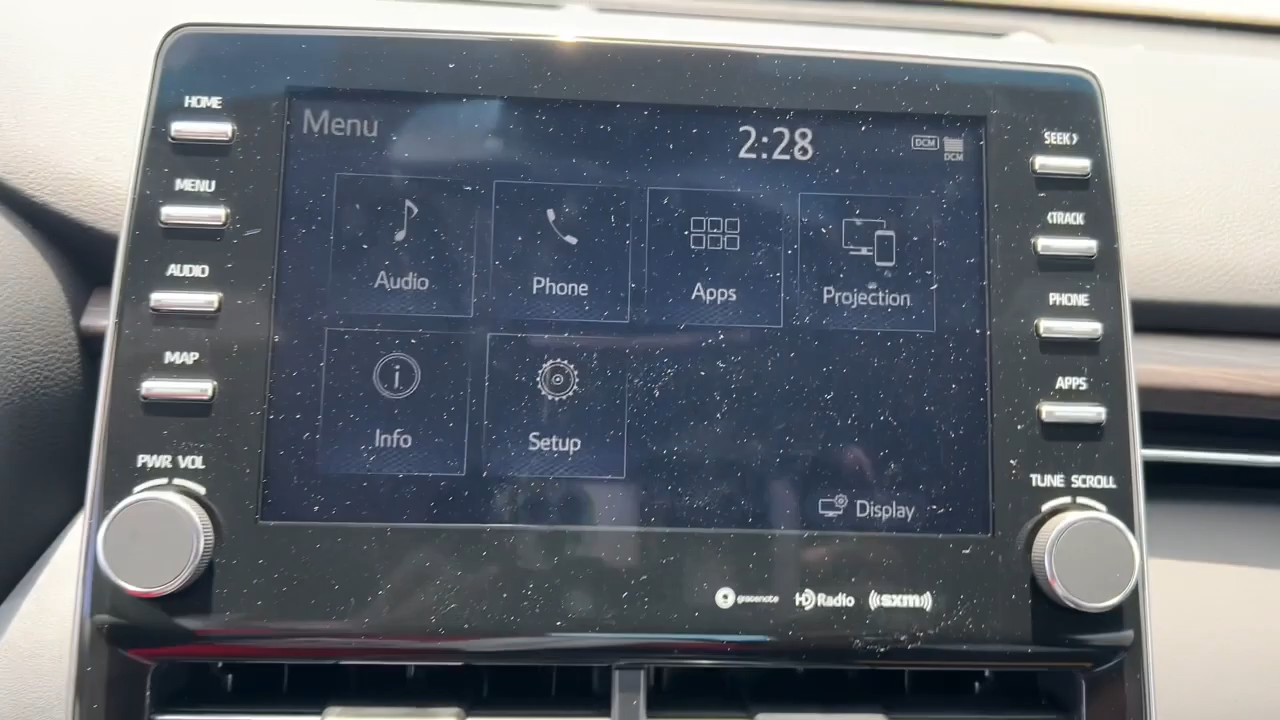 HOME
MENU
AUDIO
MAP
PWR VOL
Menu
2:28
DCM
DCM
Audio
Phone
Apps
Projection
Info
Setup
Display
gracenote
HD Radio
((sxm))
SEEK >
< TRACK
PHONE
APPS
TUNE SCROLL